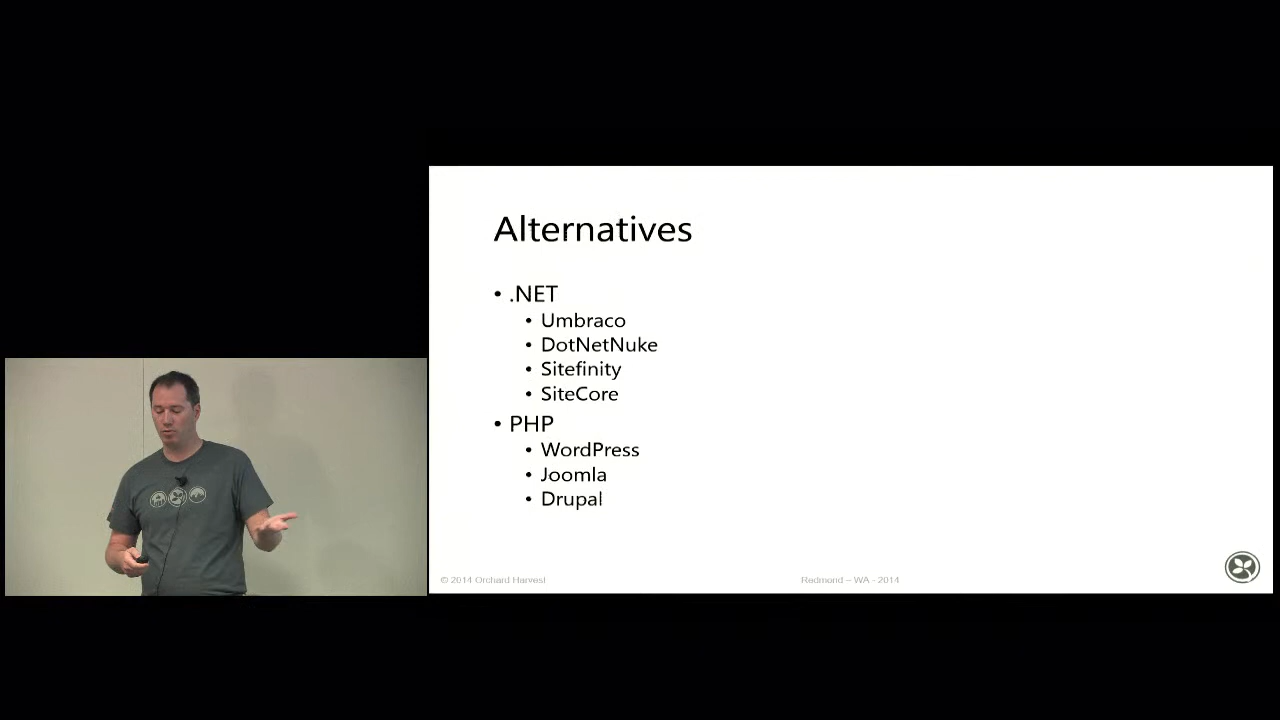 Alternatives
• .NET
• Umbraco
• DotNetNuke
• Sitefinity
• SiteCore
• PHP
• WordPress
• Joomla
• Drupal
© 2014 Orchard Harvest
Redmond – WA - 2014